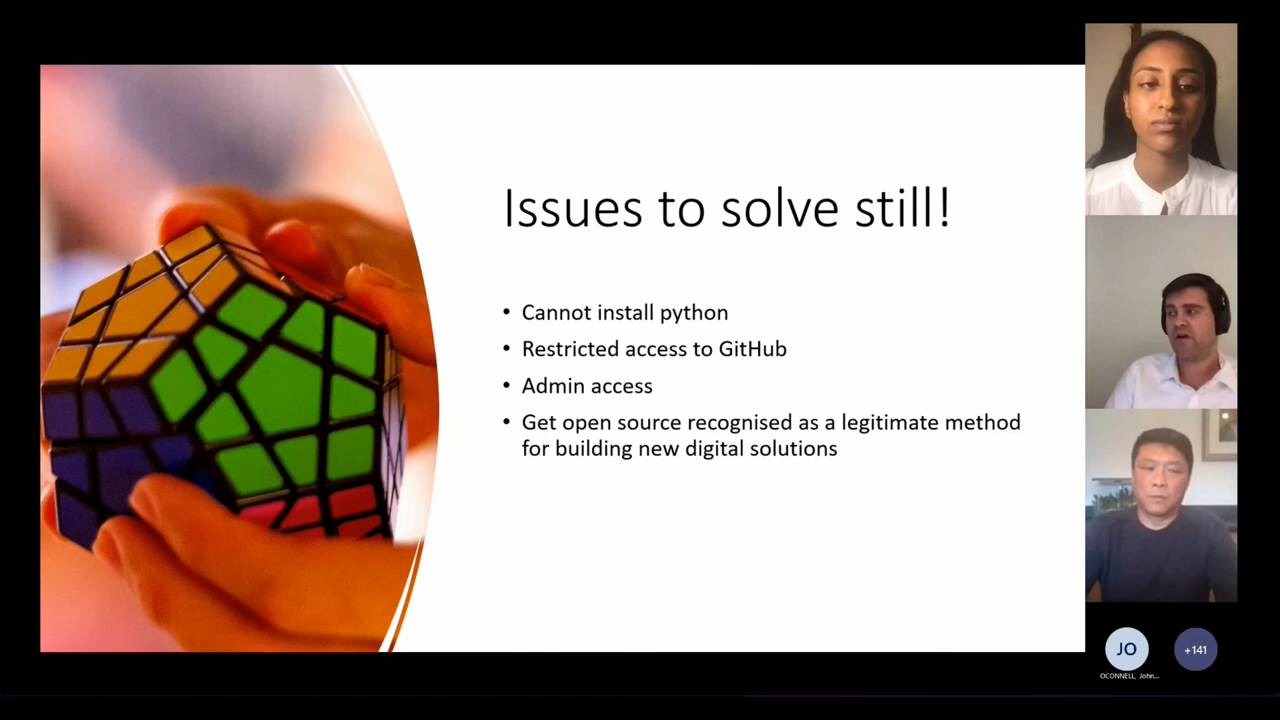 Issues to solve still!
• Cannot install python
• Restricted access to GitHub
• Admin access
• Get open source recognised as a legitimate method
for building new digital solutions
JO
+141
OCONNELL, John...